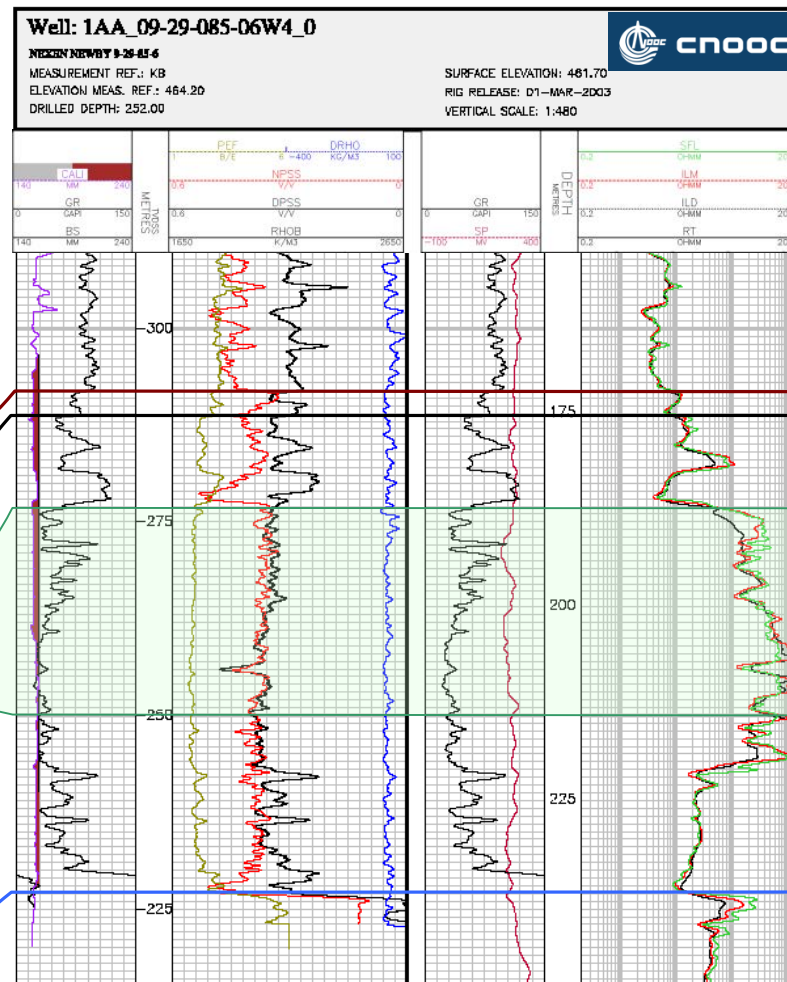 Well: 1AA_09-29-085-06W4_0
NEXEN NEWBY 9-29-85-6
MEASUREMENT REF.: KB
ELEVATION MEAS. REF.: 464.20
DRILLED DEPTH: 252.00
SURFACE ELEVATION: 461.70
RIG RELEASE: 01-MAR-2003
VERTICAL SCALE: 1:480
cnooc
CALI
140 MM 240
GR
0 GAPI 150
BS
140 MM 240
TVDSS
METRES
PEF
1 B/E 6
DRHO
-400 KG/M3 100
NPSS
0.6 V/V 0
DPSS
0.6 V/V 0
RHOB
1650 K/M3 2650
GR
0 GAPI 150
SP
-100 MV 400
DEPTH
METRES
SFL
0.2 OHMM 20
ILM
0.2 OHMM 20
ILD
0.2 OHMM 20
RT
0.2 OHMM 20
300
175
275
200
250
225
225